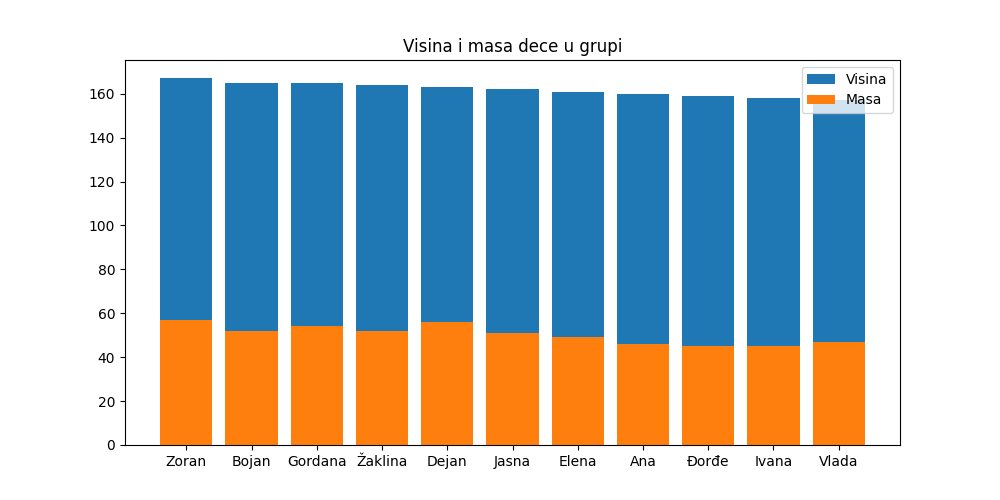 Visina i masa dece u grupi
Visina
Masa
160
140
120
100
80
60
40
20
0
Zoran Bojan Gordana Žaklina Dejan Jasna Elena Ana Đorđe Ivana Vlada